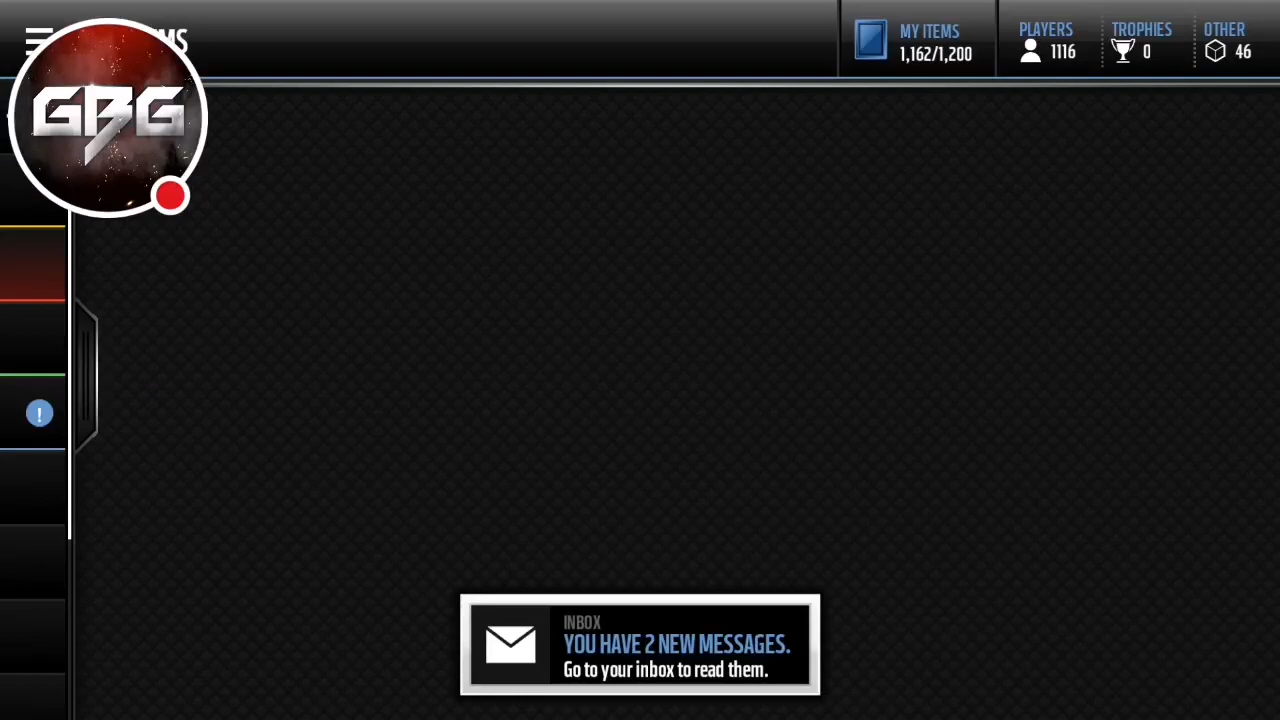 MY ITEMS
1,162/1,200
PLAYERS
1116
TROPHIES
0
OTHER
46
GBG
!
INBOX
YOU HAVE 2 NEW MESSAGES.
Go to your inbox to read them.